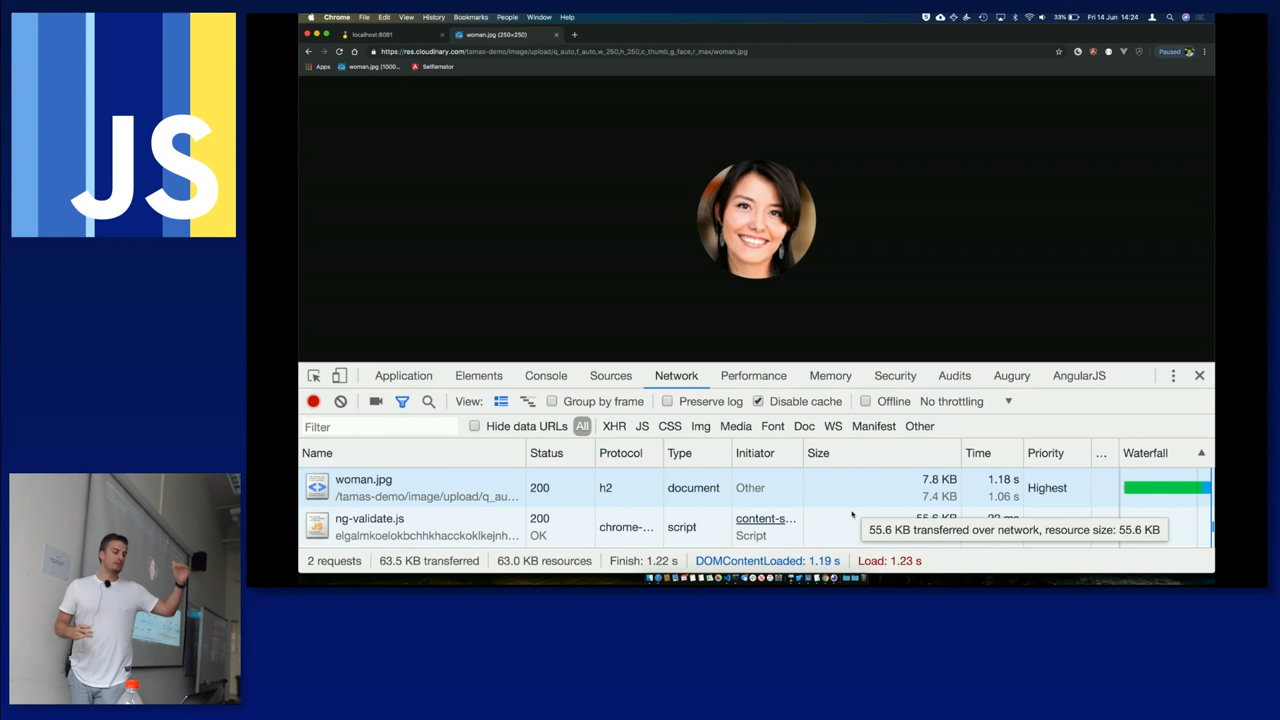 JS
Chrome File Edit View History Bookmarks People Window Help 33% Fri 14 Jun 14:24
localhost:8081 × woman.jpg (250×250) × +
https://res.cloudinary.com/tamas-demo/image/upload/q_auto,f_auto,w_250,h_250,c_thumb,g_face,r_max/woman.jpg Paused
Apps woman.jpg (1000... Selfiemator
Application Elements Console Sources Network Performance Memory Security Audits Augury AngularJS
View: Group by frame Preserve log Disable cache Offline No throttling
Filter Hide data URLs All XHR JS CSS Img Media Font Doc WS Manifest Other
Name Status Protocol Type Initiator Size Time Priority ... Waterfall
woman.jpg 200 h2 document Other 7.8 KB 1.18 s Highest
/tamas-demo/image/upload/q_au... 7.4 KB 1.06 s
ng-validate.js 200 chrome-... script content-s...
elgalmkoelokbchhkhacckoklkejnh... OK Script
55.6 KB transferred over network, resource size: 55.6 KB
2 requests 63.5 KB transferred 63.0 KB resources Finish: 1.22 s DOMContentLoaded: 1.19 s Load: 1.23 s